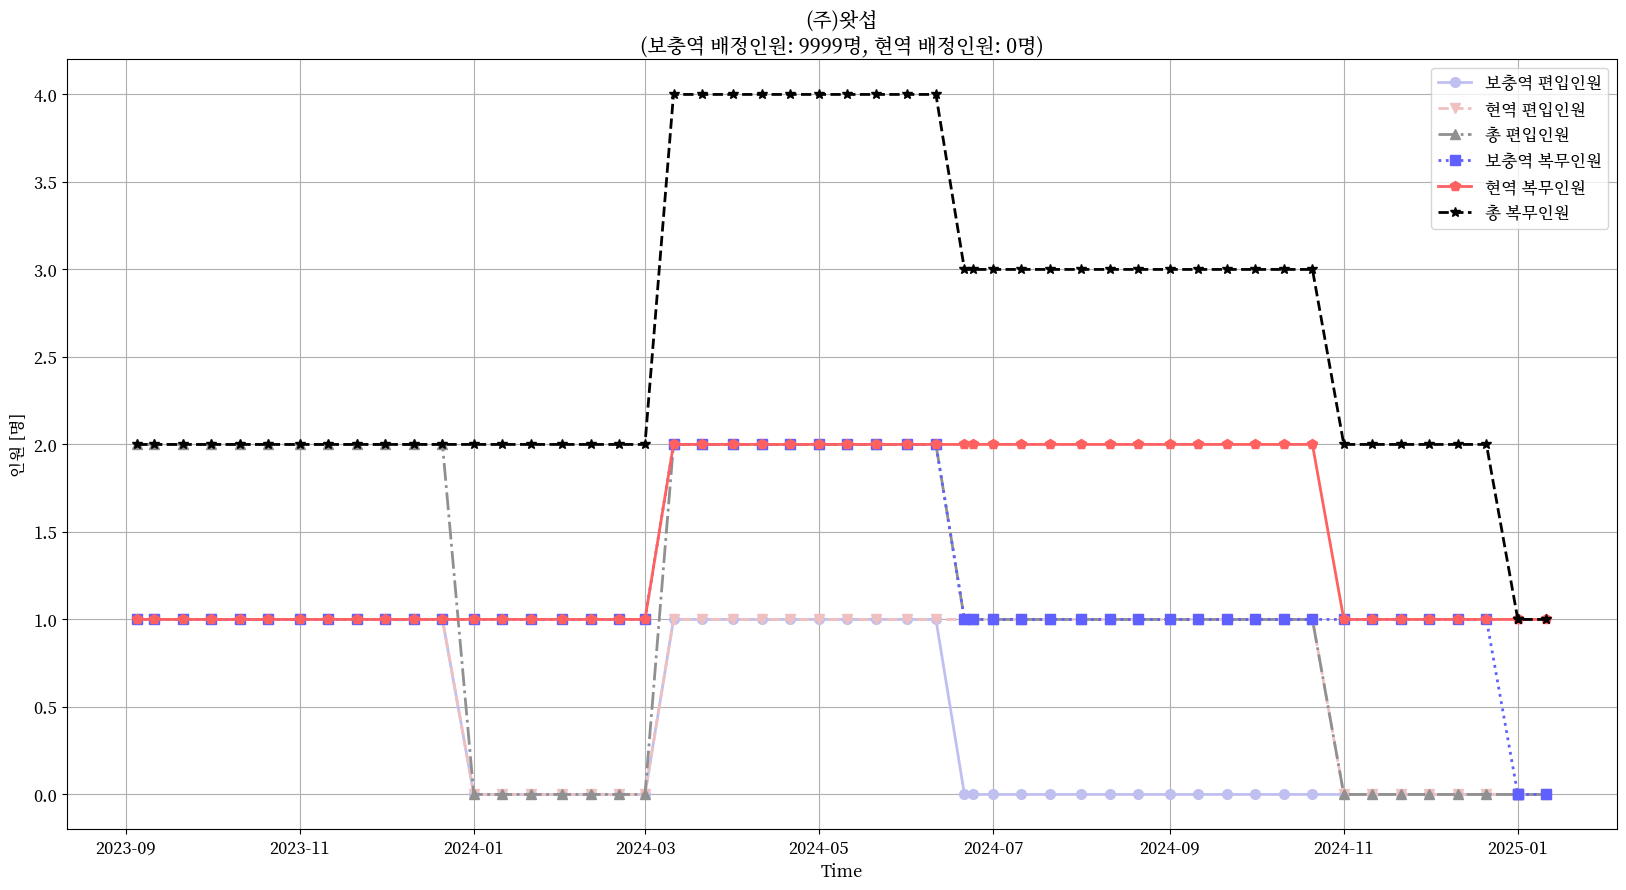 (주)왓섭
(보충역 배정인원: 9999명, 현역 배정인원: 0명)
보충역 편입인원
현역 편입인원
총 편입인원
보충역 복무인원
현역 복무인원
총 복무인원
4.0
3.5
3.0
2.5
2.0
1.5
1.0
0.5
0.0
인원 [명]
2023-09
2023-11
2024-01
2024-03
2024-05
2024-07
2024-09
2024-11
2025-01
Time